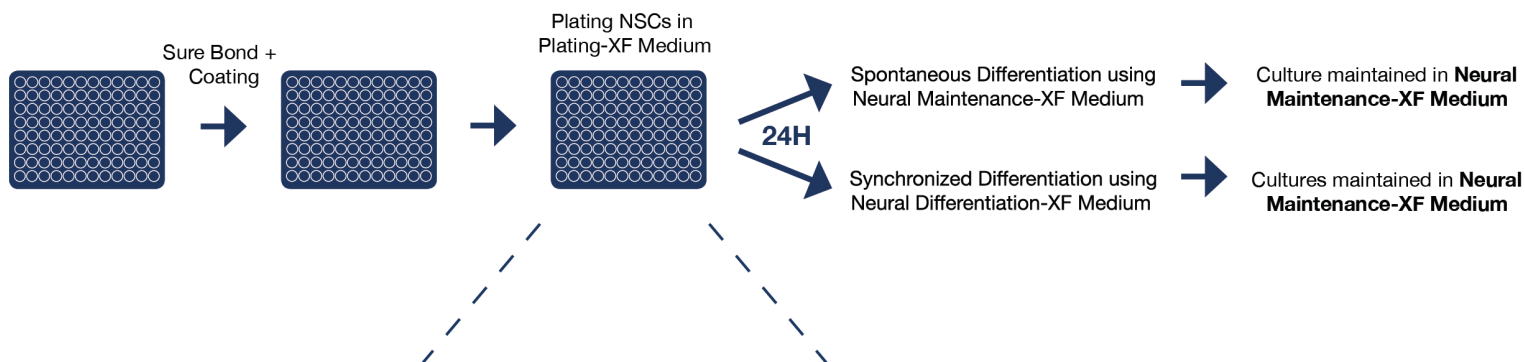 Sure Bond +
Coating
Plating NSCs in
Plating-XF Medium
24H
Spontaneous Differentiation using
Neural Maintenance-XF Medium
Culture maintained in Neural
Maintenance-XF Medium
Synchronized Differentiation using
Neural Differentiation-XF Medium
Cultures maintained in Neural
Maintenance-XF Medium